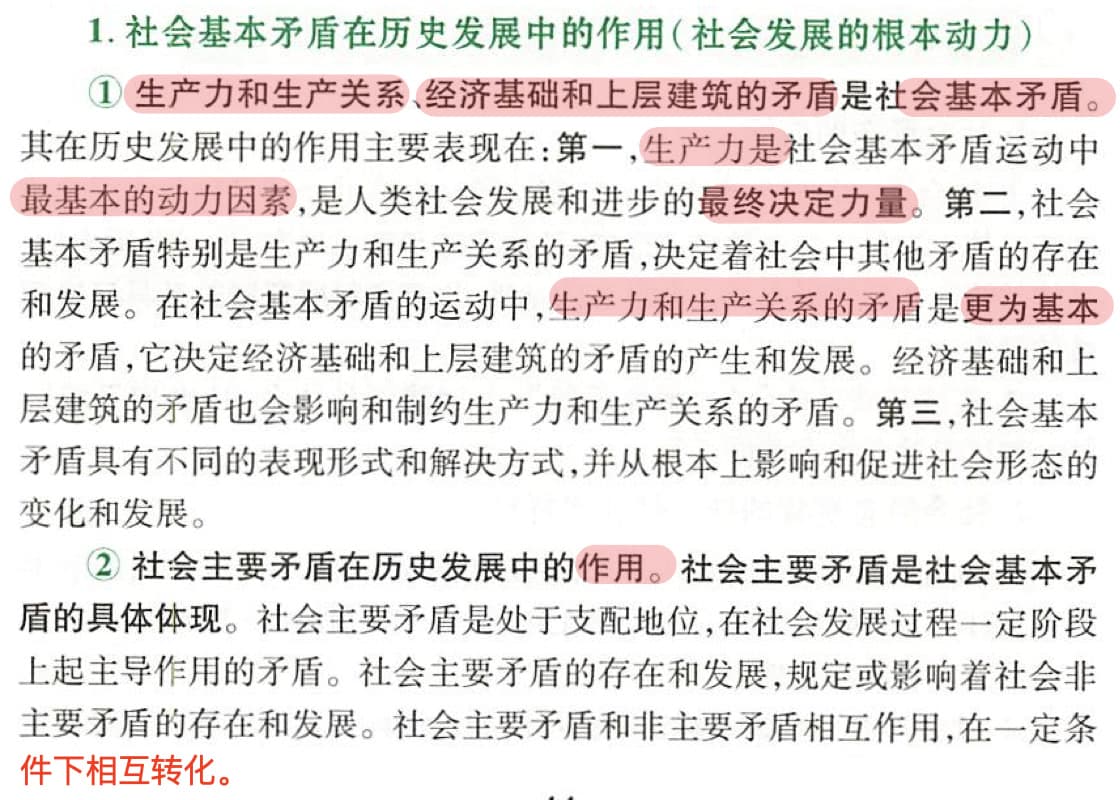 1. 社会基本矛盾在历史发展中的作用(社会发展的根本动力)
①生产力和生产关系、经济基础和上层建筑的矛盾是社会基本矛盾。
其在历史发展中的作用主要表现在:第一,生产力是社会基本矛盾运动中
最基本的动力因素,是人类社会发展和进步的最终决定力量。第二,社会
基本矛盾特别是生产力和生产关系的矛盾,决定着社会中其他矛盾的存在
和发展。在社会基本矛盾的运动中,生产力和生产关系的矛盾是更为基本
的矛盾,它决定经济基础和上层建筑的矛盾的产生和发展。经济基础和上
层建筑的矛盾也会影响和制约生产力和生产关系的矛盾。第三,社会基本
矛盾具有不同的表现形式和解决方式,并从根本上影响和促进社会形态的
变化和发展。
②社会主要矛盾在历史发展中的作用。社会主要矛盾是社会基本矛
盾的具体体现。社会主要矛盾是处于支配地位,在社会发展过程一定阶段
上起主导作用的矛盾。社会主要矛盾的存在和发展,规定或影响着社会非
主要矛盾的存在和发展。社会主要矛盾和非主要矛盾相互作用,在一定条
件下相互转化。